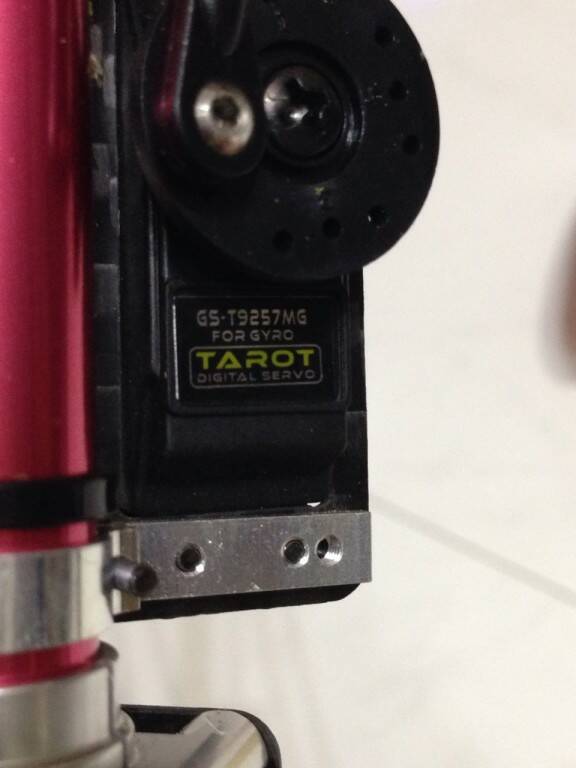 GS-T9257MG
FOR GYRO
TAROT
DIGITAL SERVO